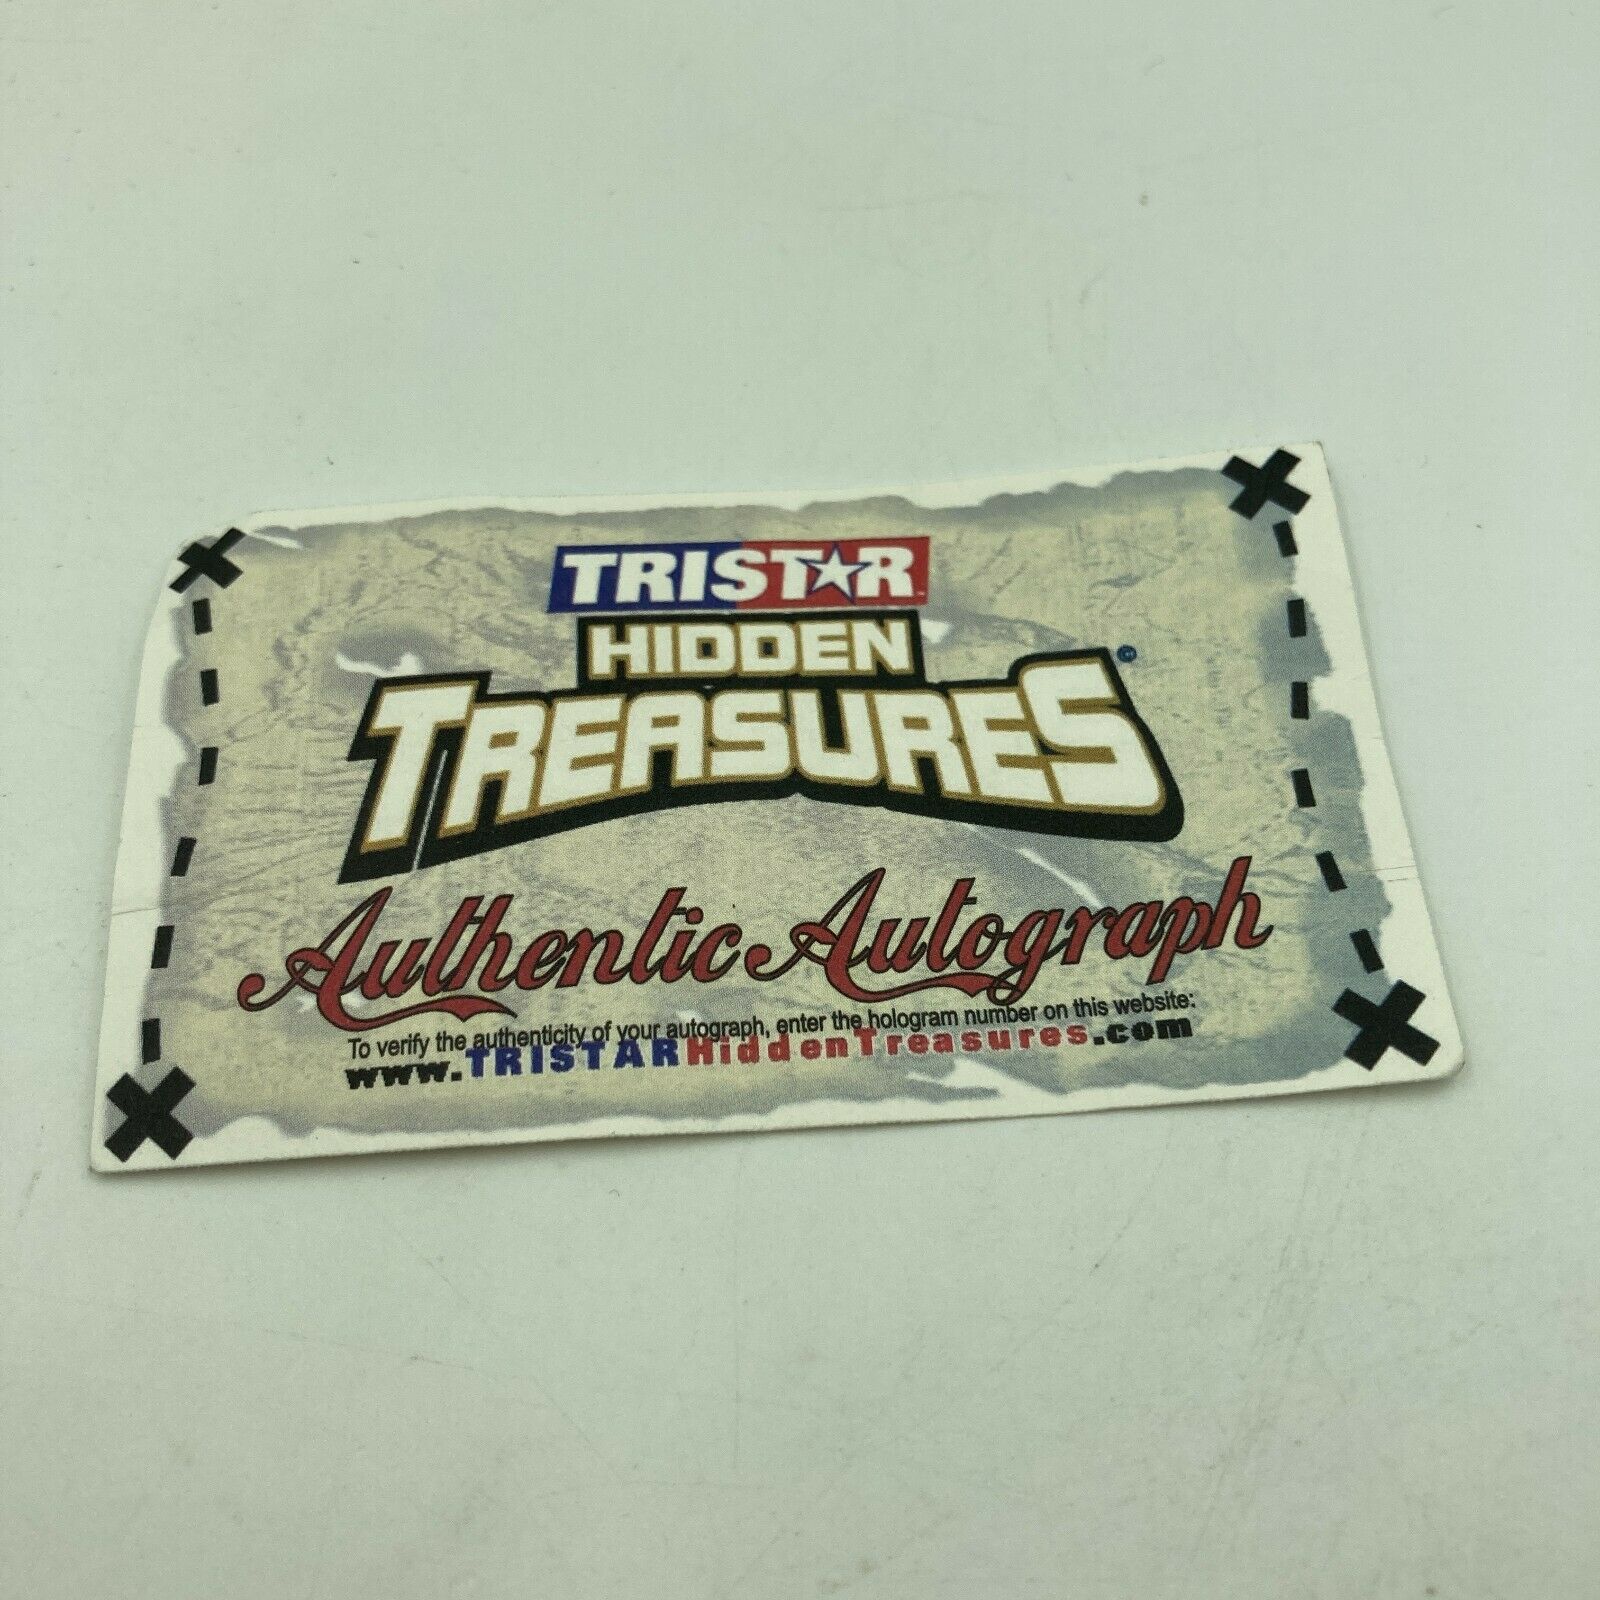 TRISTAR™
HIDDEN
TREASURES
Authentic Autograph
To verify the authenticity of your autograph, enter the hologram number on this website:
www.TRISTARHiddenTreasures.com